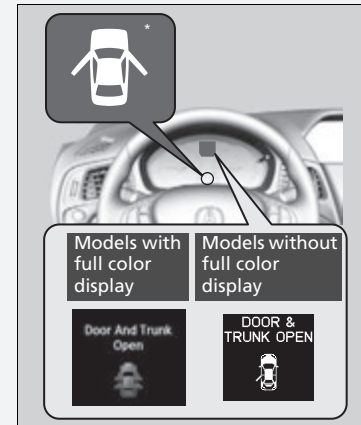 *
Models with
full color
display
Models without
full color
display
Door And Trunk
Open
DOOR &
TRUNK OPEN